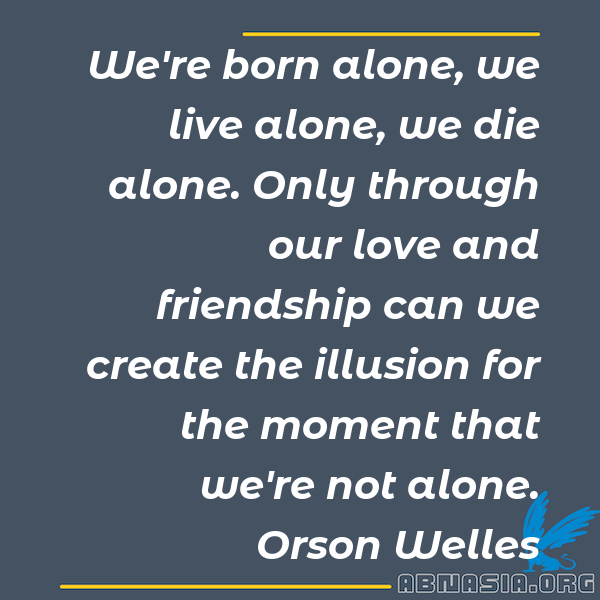 We're born alone, we
live alone, we die
alone. Only through
our love and
friendship can we
create the illusion for
the moment that
we're not alone.
Orson Welles
ABNASIA.ORG